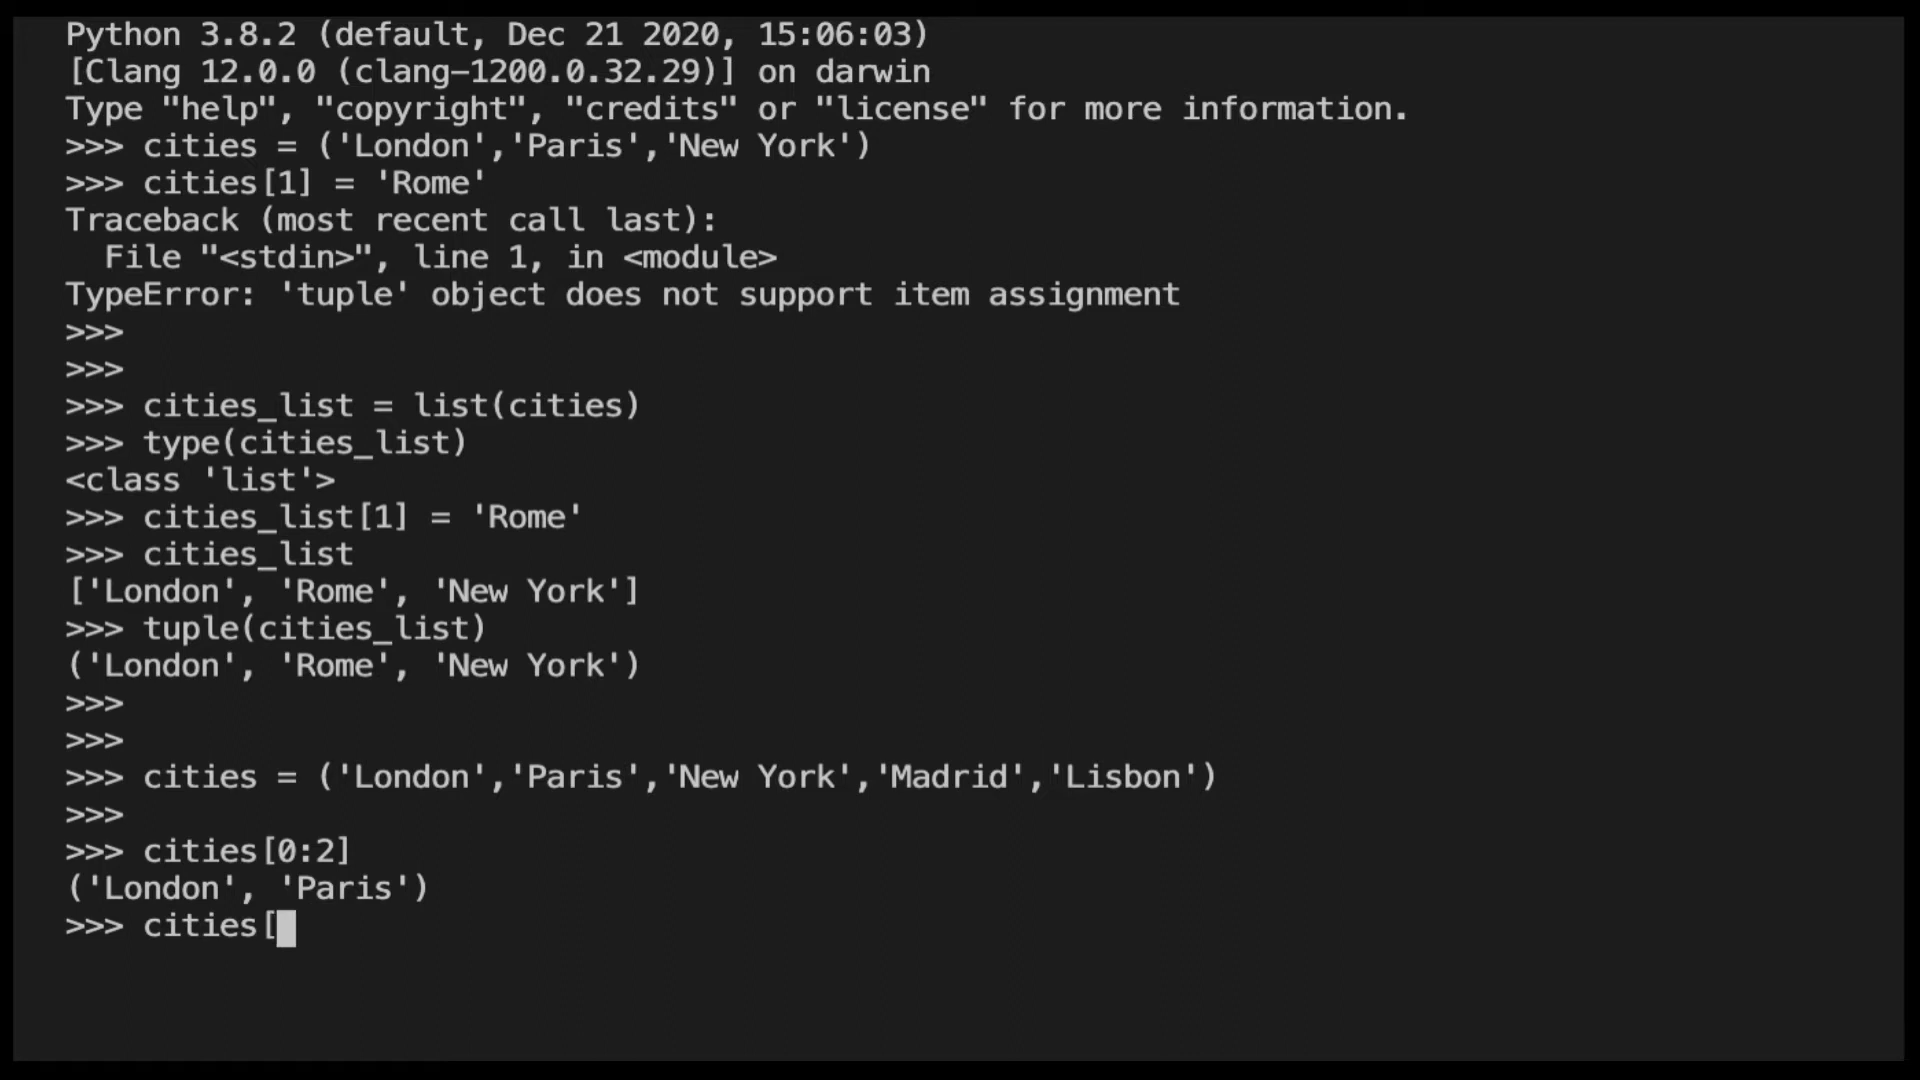 Python 3.8.2 (default, Dec 21 2020, 15:06:03)
[Clang 12.0.0 (clang-1200.0.32.29)] on darwin
Type "help", "copyright", "credits" or "license" for more information.
>>> cities = ('London','Paris','New York')
>>> cities[1] = 'Rome'
Traceback (most recent call last):
  File "<stdin>", line 1, in <module>
TypeError: 'tuple' object does not support item assignment
>>>
>>>
>>> cities_list = list(cities)
>>> type(cities_list)
<class 'list'>
>>> cities_list[1] = 'Rome'
>>> cities_list
['London', 'Rome', 'New York']
>>> tuple(cities_list)
('London', 'Rome', 'New York')
>>>
>>>
>>> cities = ('London','Paris','New York','Madrid','Lisbon')
>>>
>>> cities[0:2]
('London', 'Paris')
>>> cities[